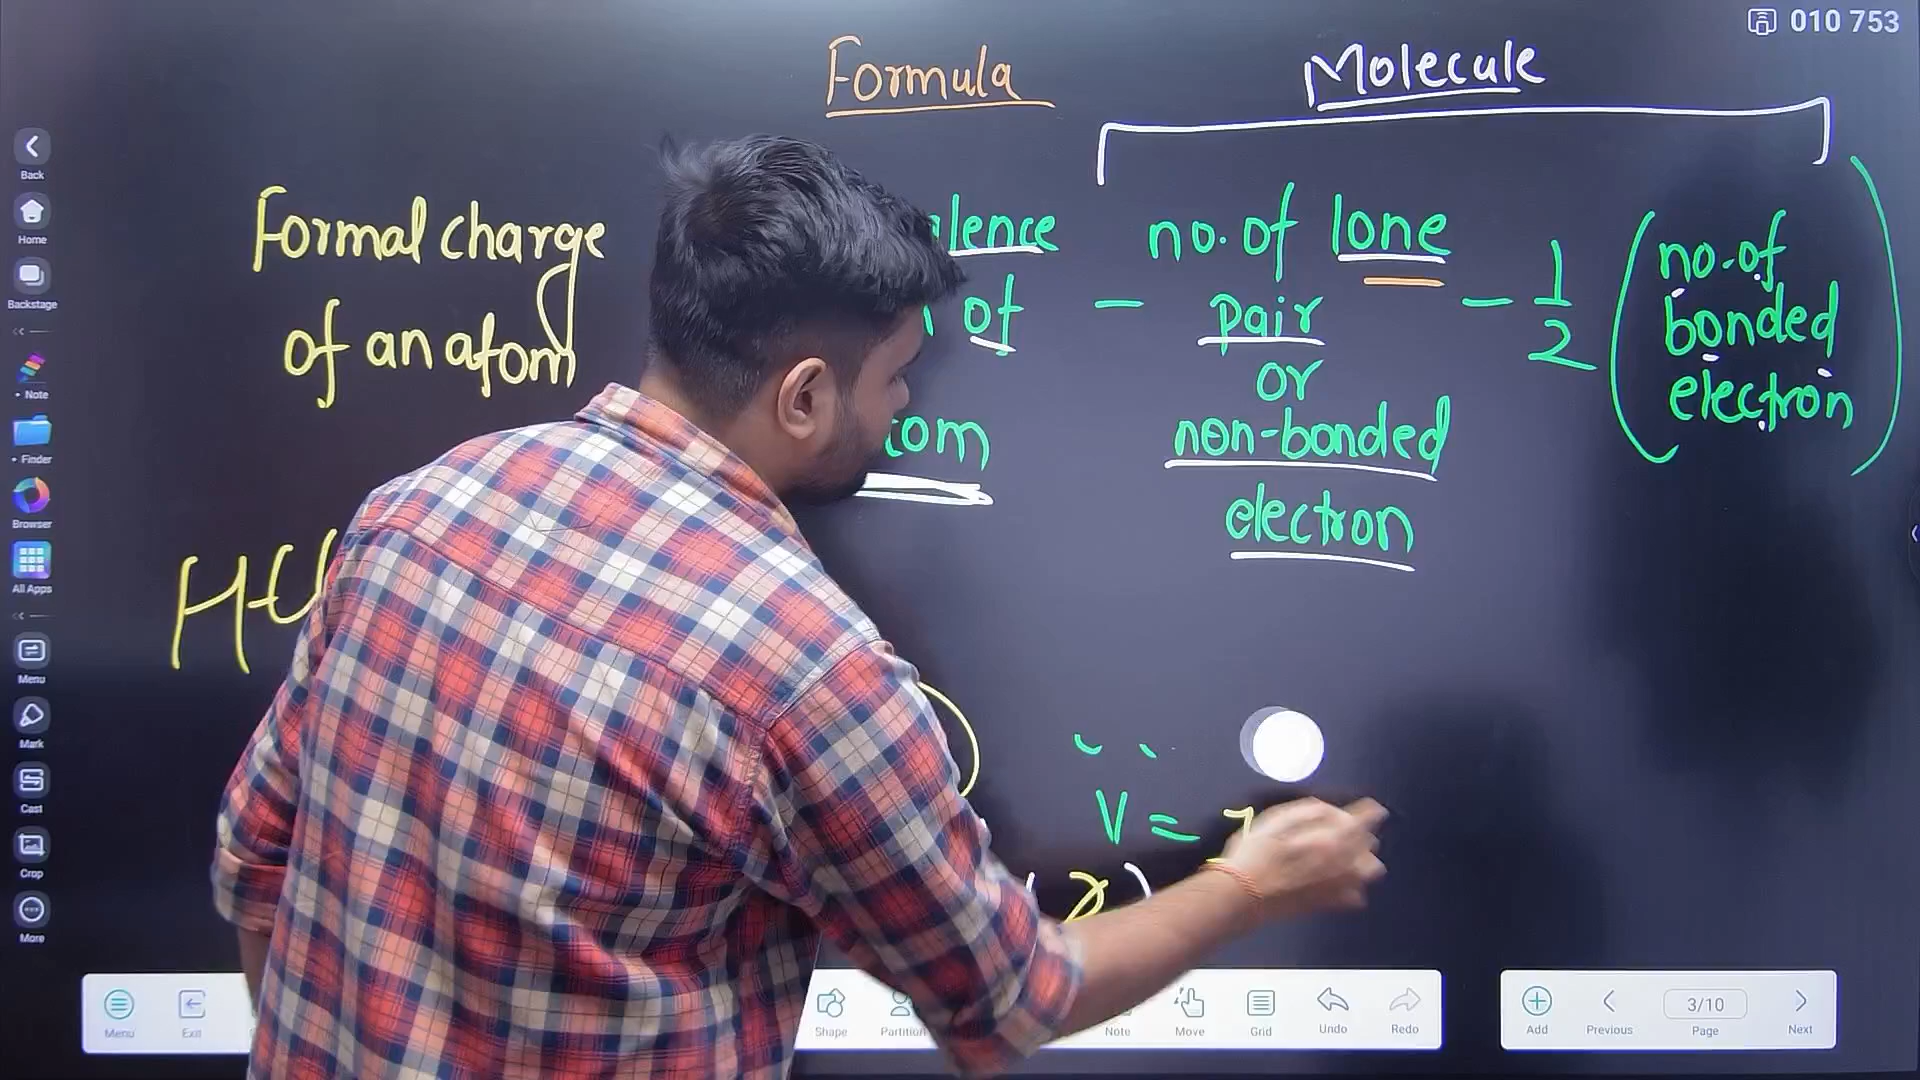 010 753
Formula
Molecule
Formal charge
of an atom
lence
of
tom
-
no. of lone
pair
or
non-bonded
electron
- 1/2
(no. of
bonded
electron)
V =
Back
Home
Backstage
Note
Finder
Browser
All Apps
Menu
Mark
Cast
Crop
More
Menu
Exit
Shape
Partition
Note
Move
Grid
Undo
Redo
Add
Previous
3/10
Page
Next